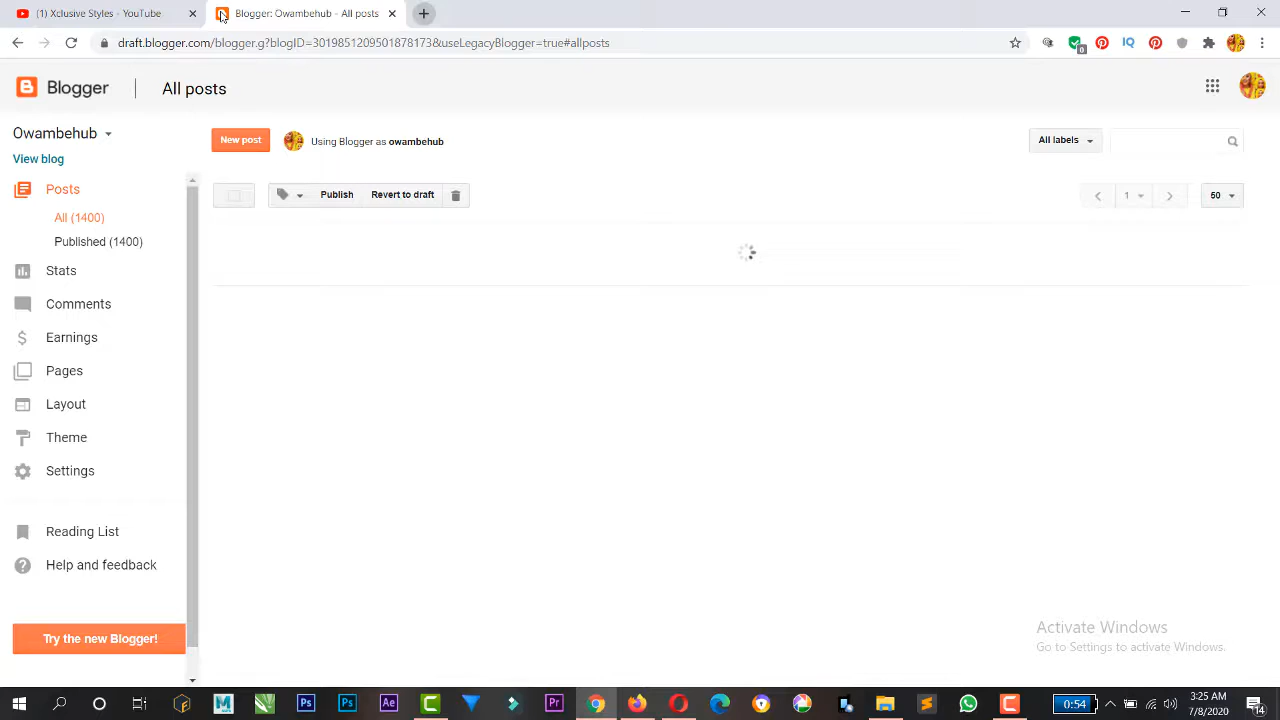 (1) Xclusive Styles - YouTube
Blogger: Owambehub - All posts
draft.blogger.com/blogger.g?blogID=3019851209501878173&useLegacyBlogger=true#allposts
Blogger
All posts
Owambehub
View blog
New post
Using Blogger as owambehub
All labels
Posts
All (1400)
Published (1400)
Publish
Revert to draft
1
50
Stats
Comments
Earnings
Pages
Layout
Theme
Settings
Reading List
Help and feedback
Try the new Blogger!
Activate Windows
Go to Settings to activate Windows.
0:54
3:25 AM
7/8/2020